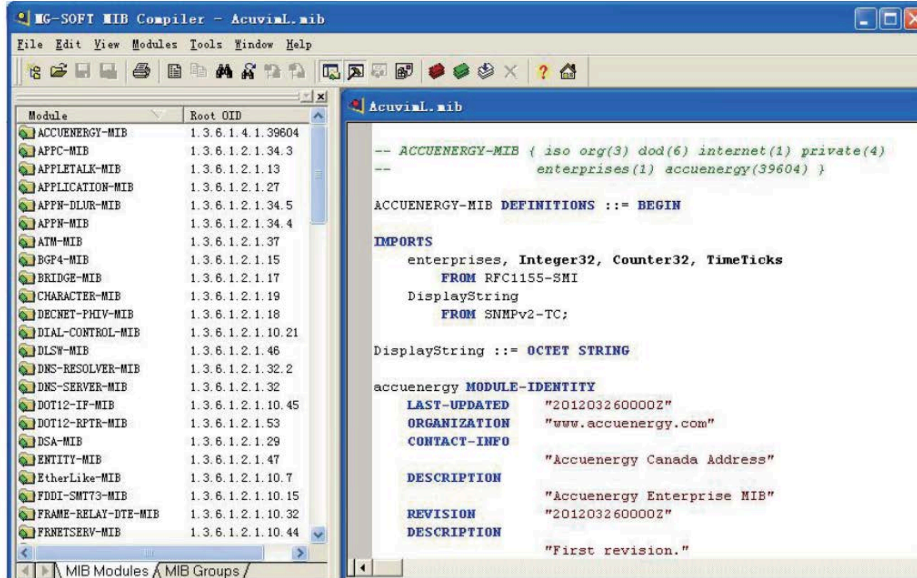 MG-SOFT MIB Compiler - AcuvimL.mib
File Edit View Modules Tools Window Help
Module Root OID
ACCUENERGY-MIB 1.3.6.1.4.1.39604
APPC-MIB 1.3.6.1.2.1.34.3
APPLETALK-MIB 1.3.6.1.2.1.13
APPLICATION-MIB 1.3.6.1.2.1.27
APPN-DLUR-MIB 1.3.6.1.2.1.34.5
APPN-MIB 1.3.6.1.2.1.34.4
ATM-MIB 1.3.6.1.2.1.37
BGP4-MIB 1.3.6.1.2.1.15
BRIDGE-MIB 1.3.6.1.2.1.17
CHARACTER-MIB 1.3.6.1.2.1.19
DECNET-PHIV-MIB 1.3.6.1.2.1.18
DIAL-CONTROL-MIB 1.3.6.1.2.1.10.21
DLSW-MIB 1.3.6.1.2.1.46
DNS-RESOLVER-MIB 1.3.6.1.2.1.32.2
DNS-SERVER-MIB 1.3.6.1.2.1.32
DOT12-IF-MIB 1.3.6.1.2.1.10.45
DOT12-RPTR-MIB 1.3.6.1.2.1.53
DSA-MIB 1.3.6.1.2.1.29
ENTITY-MIB 1.3.6.1.2.1.47
EtherLike-MIB 1.3.6.1.2.1.10.7
FDDI-SMT73-MIB 1.3.6.1.2.1.10.15
FRAME-RELAY-DTE-MIB 1.3.6.1.2.1.10.32
FRNETSERV-MIB 1.3.6.1.2.1.10.44
MIB Modules MIB Groups
AcuvimL.mib
-- ACCUENERGY-MIB { iso org(3) dod(6) internet(1) private(4)
-- enterprises(1) accuenergy(39604) }
ACCUENERGY-MIB DEFINITIONS ::= BEGIN
IMPORTS
enterprises, Integer32, Counter32, TimeTicks
FROM RFC1155-SMI
DisplayString
FROM SNMPv2-TC;
DisplayString ::= OCTET STRING
accuenergy MODULE-IDENTITY
LAST-UPDATED "201203260000Z"
ORGANIZATION "www.accuenergy.com"
CONTACT-INFO
"Accuenergy Canada Address"
DESCRIPTION
"Accuenergy Enterprise MIB"
REVISION "201203260000Z"
DESCRIPTION
"First revision."